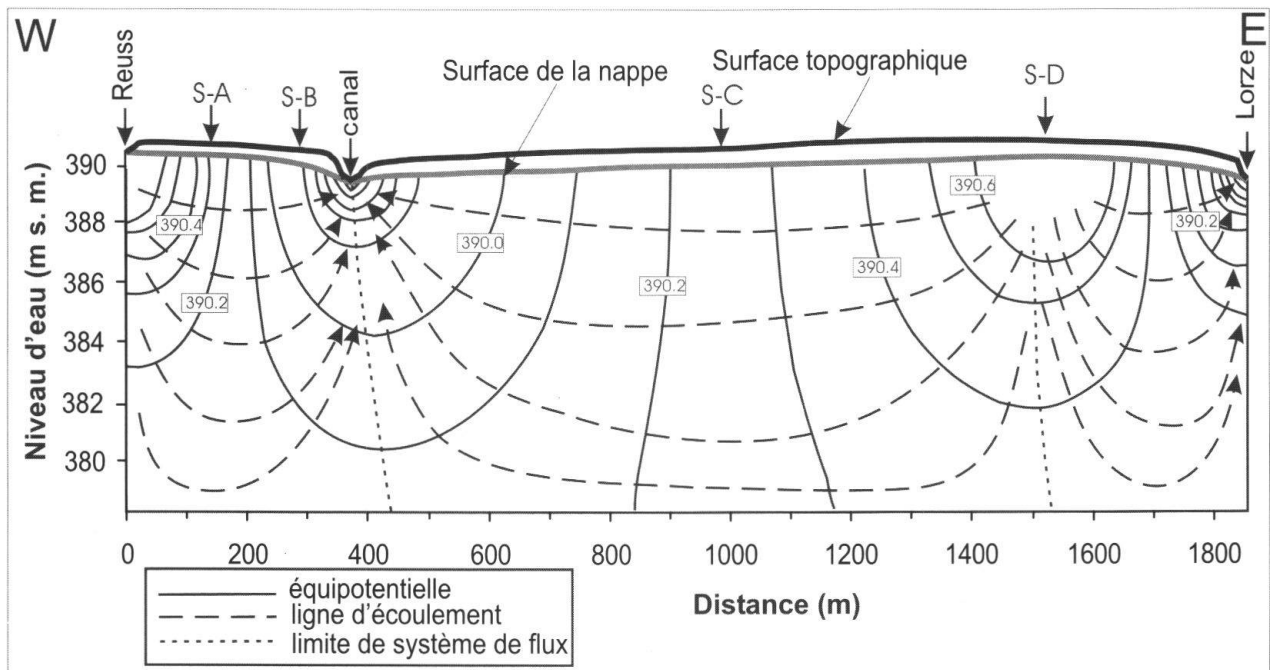 W
E
Reuss
S-A
S-B
canal
Surface de la nappe
S-C
Surface topographique
S-D
Lorze
Niveau d'eau (m s. m.)
390
388
386
384
382
380
390.4
390.2
390.0
390.2
390.4
390.6
390.2
0
200
400
600
800
1000
1200
1400
1600
1800
Distance (m)
équipotentielle
ligne d'écoulement
limite de système de flux